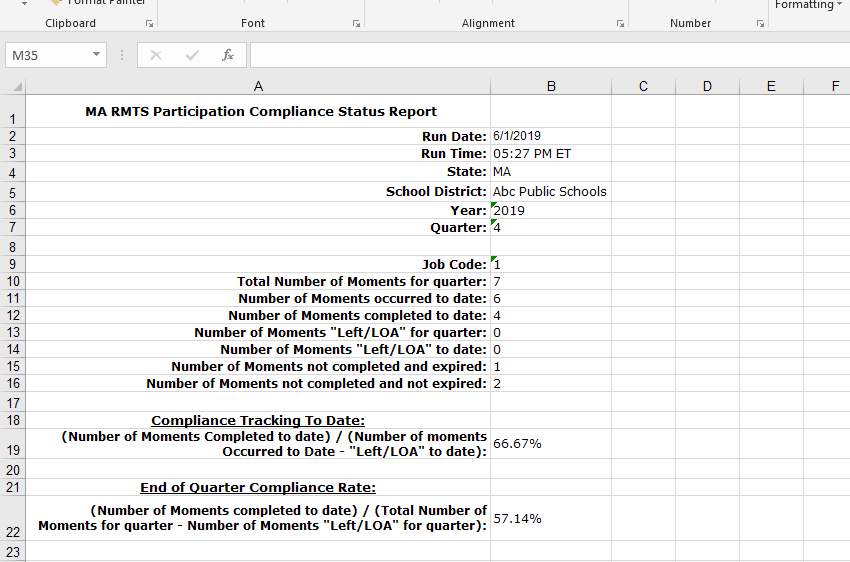 Format Painter
Formatting
Clipboard Font Alignment Number
M35 fx
A B C D E F
1 MA RMTS Participation Compliance Status Report
2 Run Date: 6/1/2019
3 Run Time: 05:27 PM ET
4 State: MA
5 School District: Abc Public Schools
6 Year: 2019
7 Quarter: 4
8
9 Job Code: 1
10 Total Number of Moments for quarter: 7
11 Number of Moments occurred to date: 6
12 Number of Moments completed to date: 4
13 Number of Moments "Left/LOA" for quarter: 0
14 Number of Moments "Left/LOA" to date: 0
15 Number of Moments not completed and expired: 1
16 Number of Moments not completed and not expired: 2
17
18 Compliance Tracking To Date:
(Number of Moments Completed to date) / (Number of moments
19 Occurred to Date - "Left/LOA" to date): 66.67%
20
21 End of Quarter Compliance Rate:
(Number of Moments completed to date) / (Total Number of
22 Moments for quarter - Number of Moments "Left/LOA" for quarter): 57.14%
23